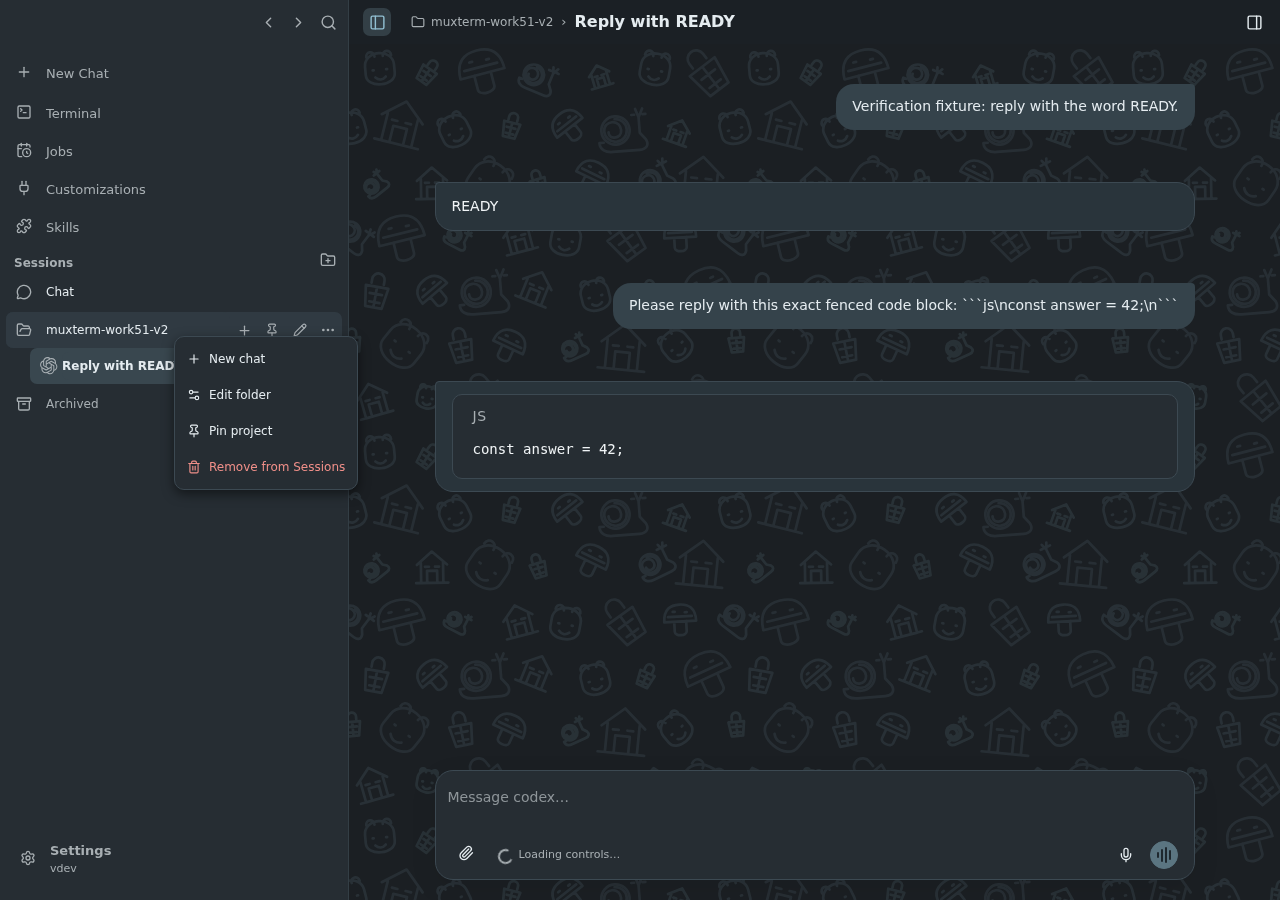 New Chat
Terminal
Jobs
Customizations
Skills
Sessions
Chat
muxterm-work51-v2
Reply with READ
Archived
New chat
Edit folder
Pin project
Remove from Sessions
Settings
vdev
muxterm-work51-v2 › Reply with READY
Verification fixture: reply with the word READY.
READY
Please reply with this exact fenced code block: ```js\nconst answer = 42;\n```
JS
const answer = 42;
Message codex…
Loading controls…